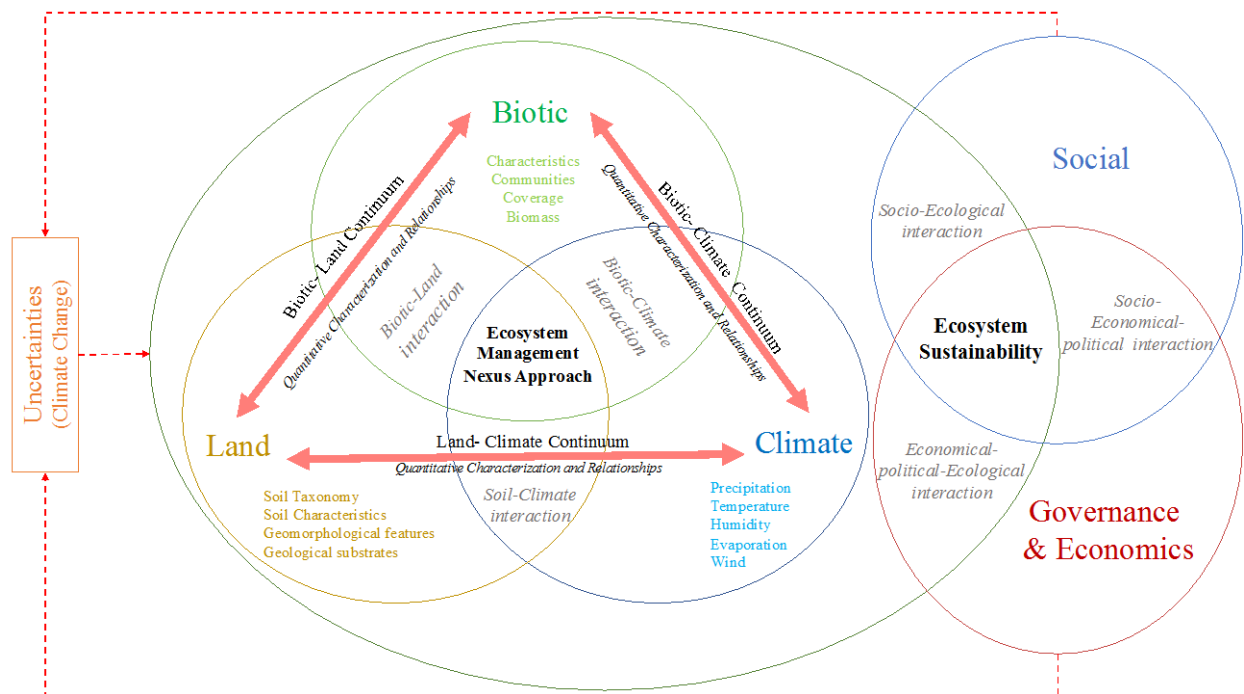 Biotic
Characteristics
Communities
Coverage
Biomass
Biotic- Land Continuum
Quantitative Characterization and Relationships
Biotic-Land
interaction
Biotic- Climate Continuum
Quantitative Characterization and Relationships
Biotic-Climate
interaction
Ecosystem
Management
Nexus Approach
Land
Land- Climate Continuum
Quantitative Characterization and Relationships
Climate
Soil Taxonomy
Soil Characteristics
Geomorphological features
Geological substrates
Soil-Climate
interaction
Precipitation
Temperature
Humidity
Evaporation
Wind
Uncertainties
(Climate Change)
Social
Socio-Ecological
interaction
Ecosystem
Sustainability
Socio-
Economical-
political interaction
Economical-
political-Ecological
interaction
Governance
& Economics